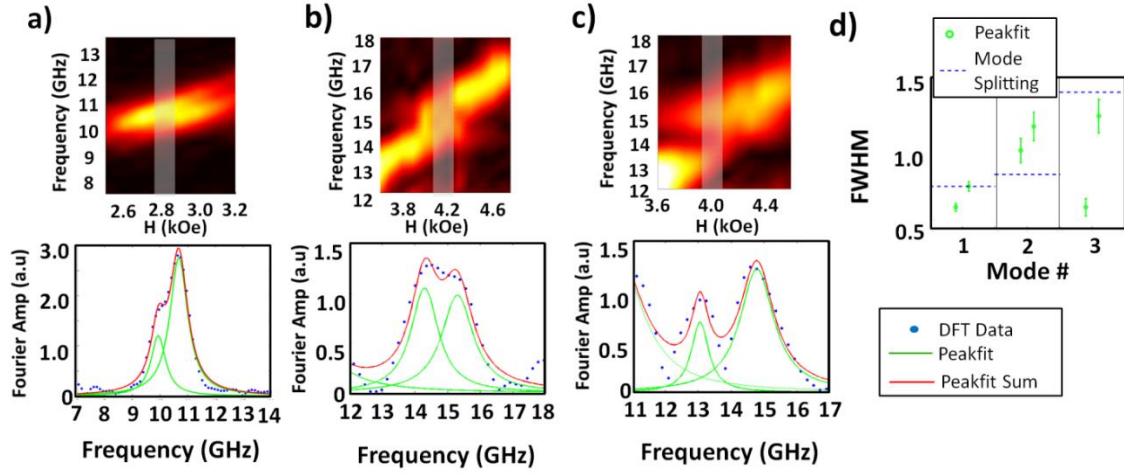 a)
Frequency (GHz)
13
12
11
10
9
8
2.6 2.8 3.0 3.2
H (kOe)
Fourier Amp (a.u)
3.0
2.0
1.0
0
7 8 9 10 11 12 13 14
Frequency (GHz)
b)
Frequency (GHz)
18
17
16
15
14
13
12
3.8 4.2 4.6
H (kOe)
Fourier Amp (a.u)
1.5
1.0
0.5
0
12 13 14 15 16 17 18
Frequency (GHz)
c)
Frequency (GHz)
18
17
16
15
14
13
12
3.6 4.0 4.4
H (kOe)
Fourier Amp (a.u)
1.5
1.0
0.5
0
11 12 13 14 15 16 17
Frequency (GHz)
d)
Peakfit
Mode
Splitting
FWHM
1.5
1.0
0.5
1 2 3
Mode #
DFT Data
Peakfit
Peakfit Sum